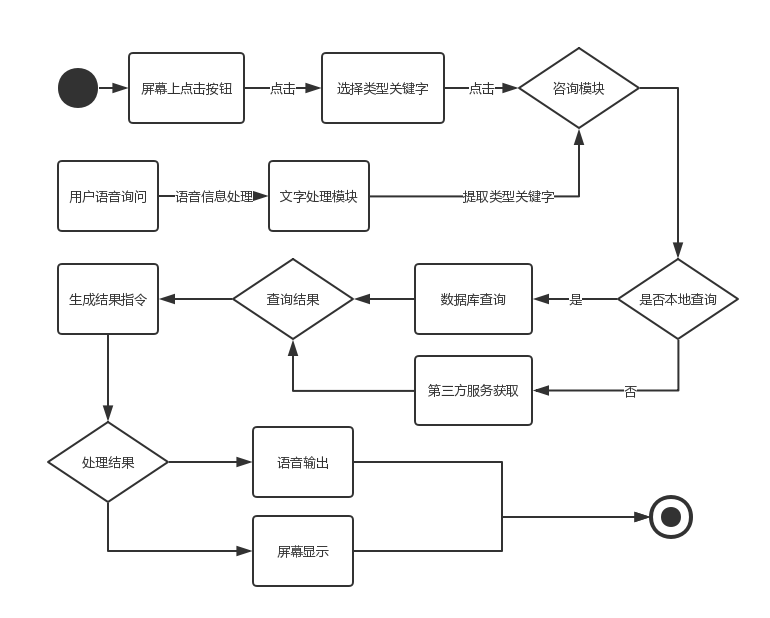 屏幕上点击按钮
点击
选择类型关键字
点击
咨询模块
用户语音询问
语音信息处理
文字处理模块
提取类型关键字
生成结果指令
查询结果
数据库查询
是
是否本地查询
第三方服务获取
否
处理结果
语音输出
屏幕显示